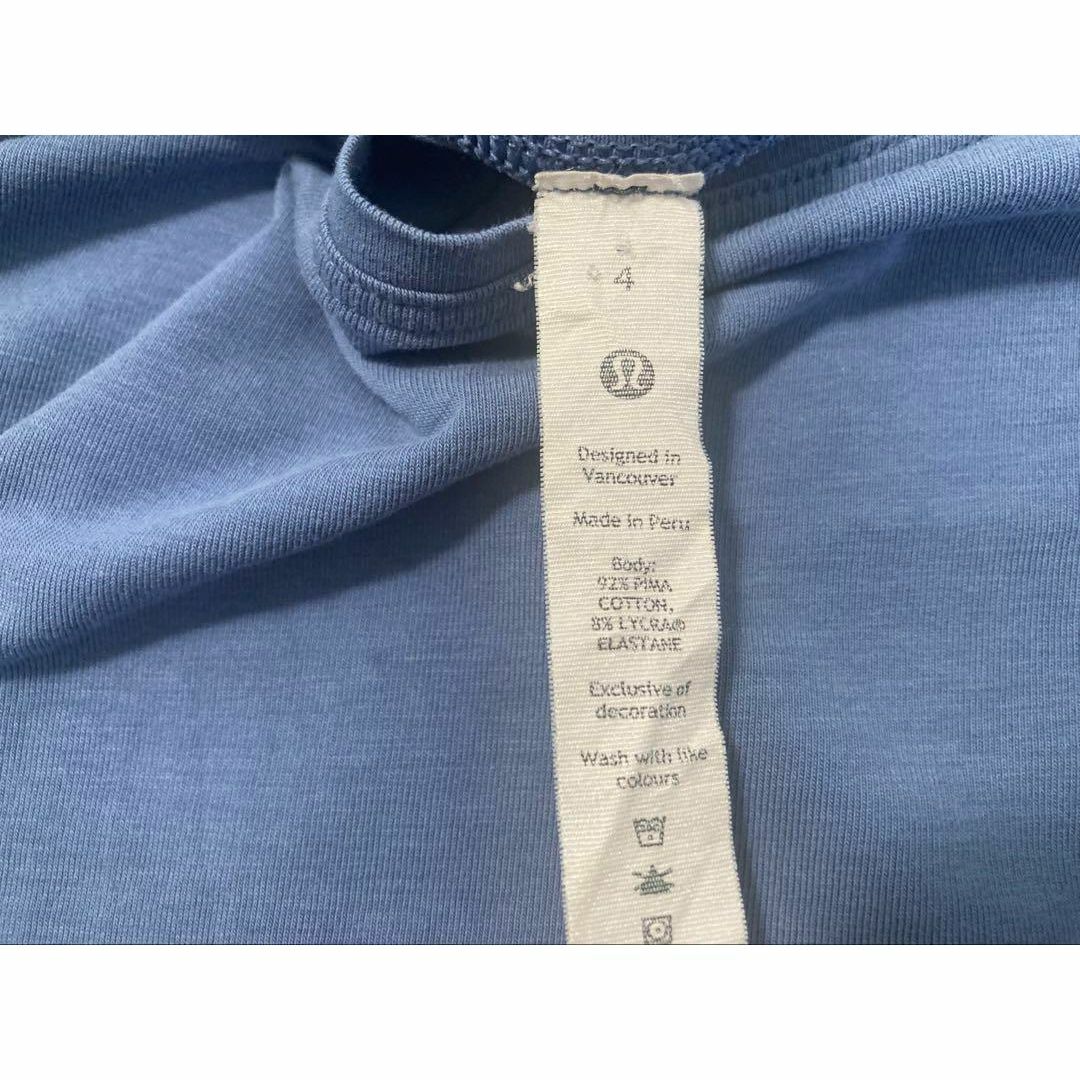 4
Designed in
Vancouver
Made in Peru
Body:
92% PIMA
COTTON,
8% LYCRA®
ELASTANE
Exclusive of
decoration
Wash with like
colours